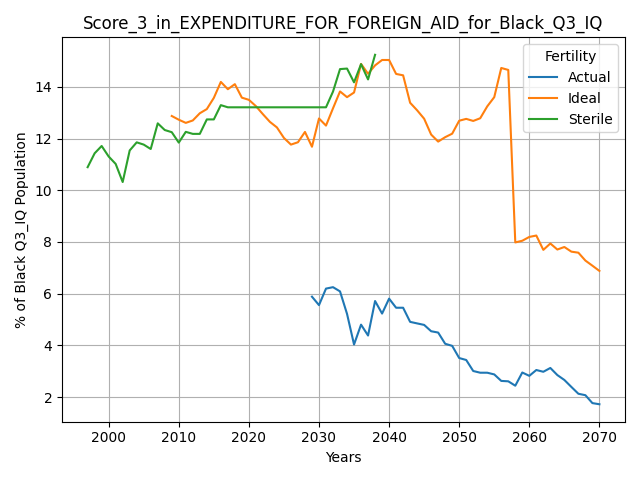 Score_3_in_EXPENDITURE_FOR_FOREIGN_AID_for_Black_Q3_IQ
Fertility
Actual
Ideal
Sterile
% of Black Q3_IQ Population
14
12
10
8
6
4
2
2000 2010 2020 2030 2040 2050 2060 2070
Years